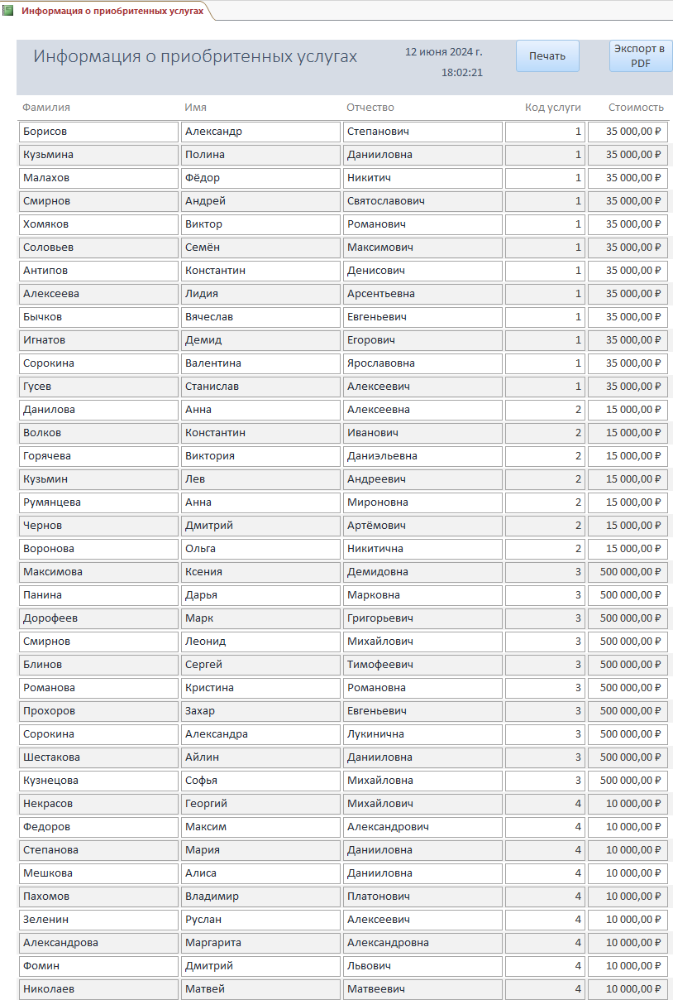 Информация о приобритенных услугах
Информация о приобритенных услугах
12 июня 2024 г.
18:02:21
Печать
Экспорт в
PDF
Фамилия Имя Отчество Код услуги Стоимость
Борисов Александр Степанович 1 35 000,00 ₽
Кузьмина Полина Данииловна 1 35 000,00 ₽
Малахов Фёдор Никитич 1 35 000,00 ₽
Смирнов Андрей Святославович 1 35 000,00 ₽
Хомяков Виктор Романович 1 35 000,00 ₽
Соловьев Семён Максимович 1 35 000,00 ₽
Антипов Константин Денисович 1 35 000,00 ₽
Алексеева Лидия Арсентьевна 1 35 000,00 ₽
Бычков Вячеслав Евгеньевич 1 35 000,00 ₽
Игнатов Демид Егорович 1 35 000,00 ₽
Сорокина Валентина Ярославовна 1 35 000,00 ₽
Гусев Станислав Алексеевич 1 35 000,00 ₽
Данилова Анна Алексеевна 2 15 000,00 ₽
Волков Константин Иванович 2 15 000,00 ₽
Горячева Виктория Даниэльевна 2 15 000,00 ₽
Кузьмин Лев Андреевич 2 15 000,00 ₽
Румянцева Анна Мироновна 2 15 000,00 ₽
Чернов Дмитрий Артёмович 2 15 000,00 ₽
Воронова Ольга Никитична 2 15 000,00 ₽
Максимова Ксения Демидовна 3 500 000,00 ₽
Панина Дарья Марковна 3 500 000,00 ₽
Дорофеев Марк Григорьевич 3 500 000,00 ₽
Смирнов Леонид Михайлович 3 500 000,00 ₽
Блинов Сергей Тимофеевич 3 500 000,00 ₽
Романова Кристина Романовна 3 500 000,00 ₽
Прохоров Захар Евгеньевич 3 500 000,00 ₽
Сорокина Александра Лукинична 3 500 000,00 ₽
Шестакова Айлин Данииловна 3 500 000,00 ₽
Кузнецова Софья Михайловна 3 500 000,00 ₽
Некрасов Георгий Михайлович 4 10 000,00 ₽
Федоров Максим Александрович 4 10 000,00 ₽
Степанова Мария Данииловна 4 10 000,00 ₽
Мешкова Алиса Данииловна 4 10 000,00 ₽
Пахомов Владимир Платонович 4 10 000,00 ₽
Зеленин Руслан Алексеевич 4 10 000,00 ₽
Александрова Маргарита Александровна 4 10 000,00 ₽
Фомин Дмитрий Львович 4 10 000,00 ₽
Николаев Матвей Матвеевич 4 10 000,00 ₽